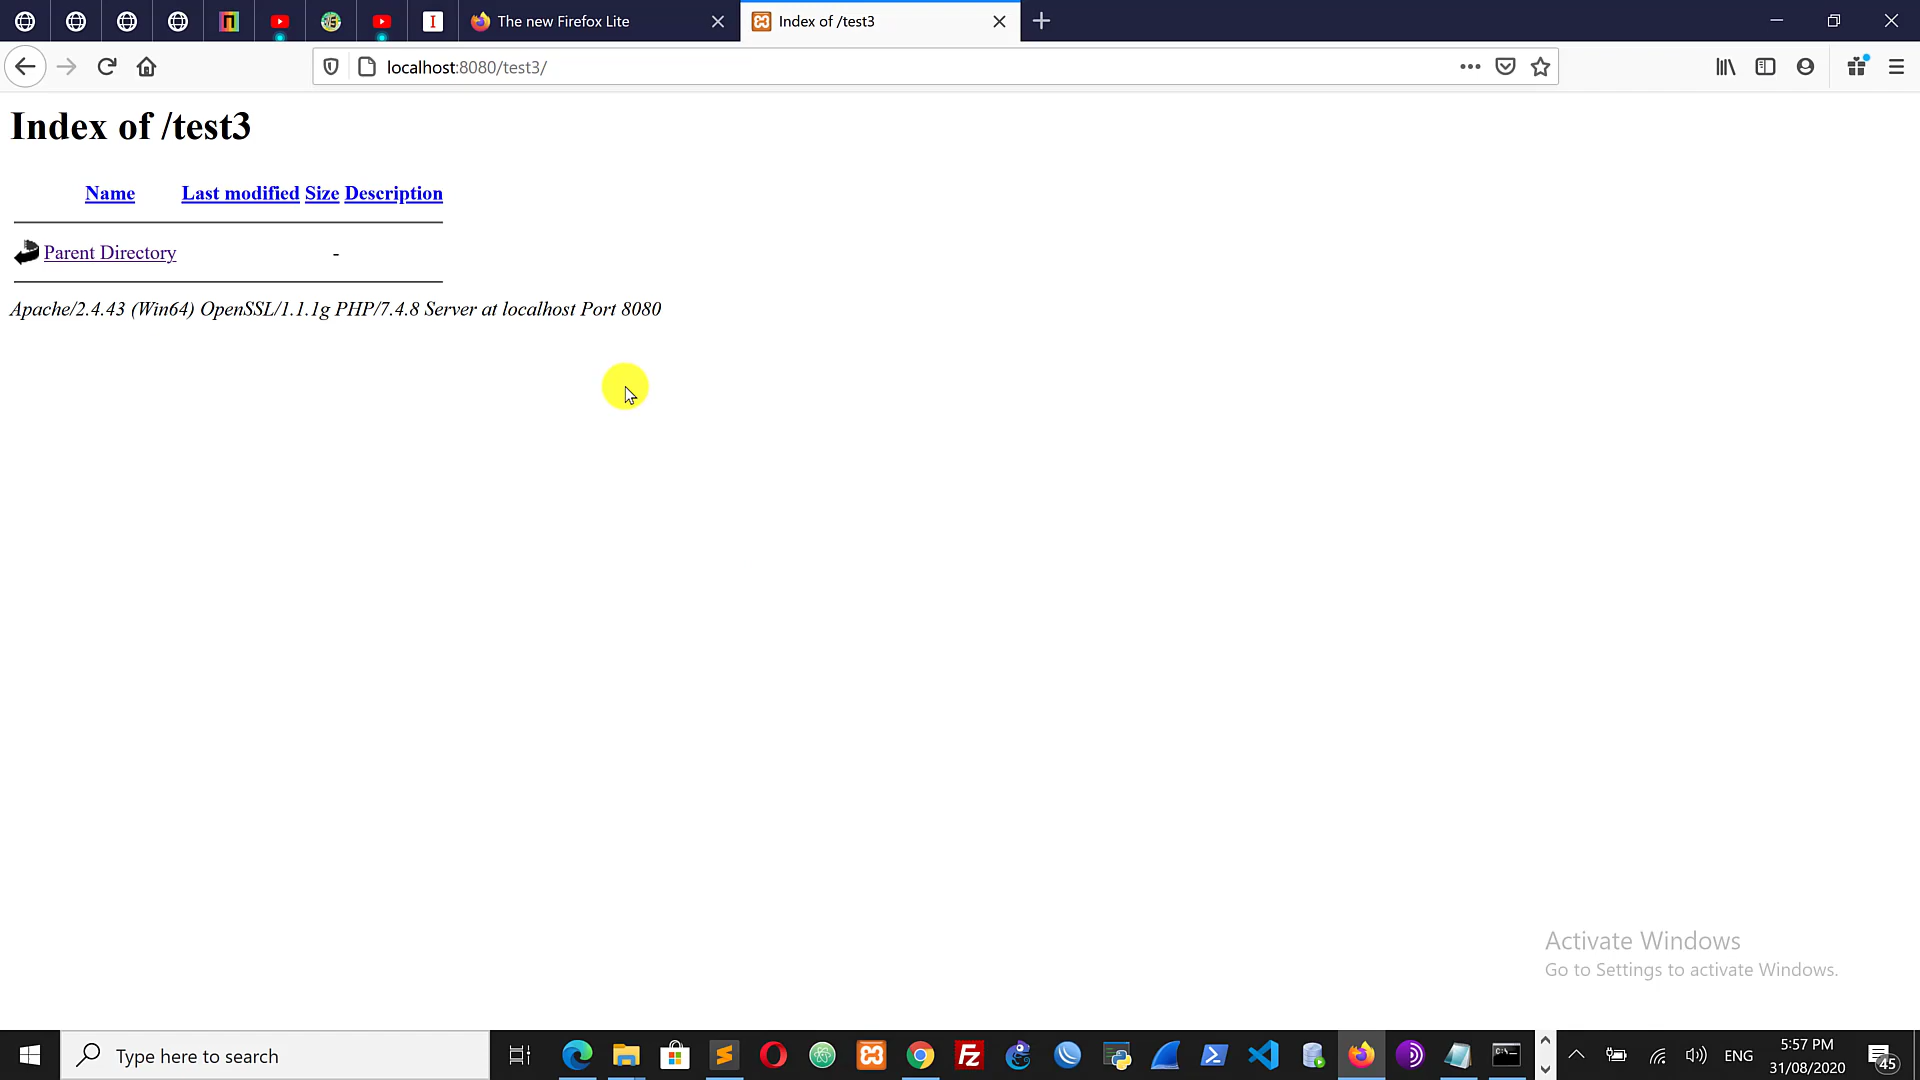 The new Firefox Lite
Index of /test3
localhost:8080/test3/
Index of /test3
Name Last modified Size Description
Parent Directory -
Apache/2.4.43 (Win64) OpenSSL/1.1.1g PHP/7.4.8 Server at localhost Port 8080
Activate Windows
Go to Settings to activate Windows.
Type here to search
ENG
5:57 PM
31/08/2020
45